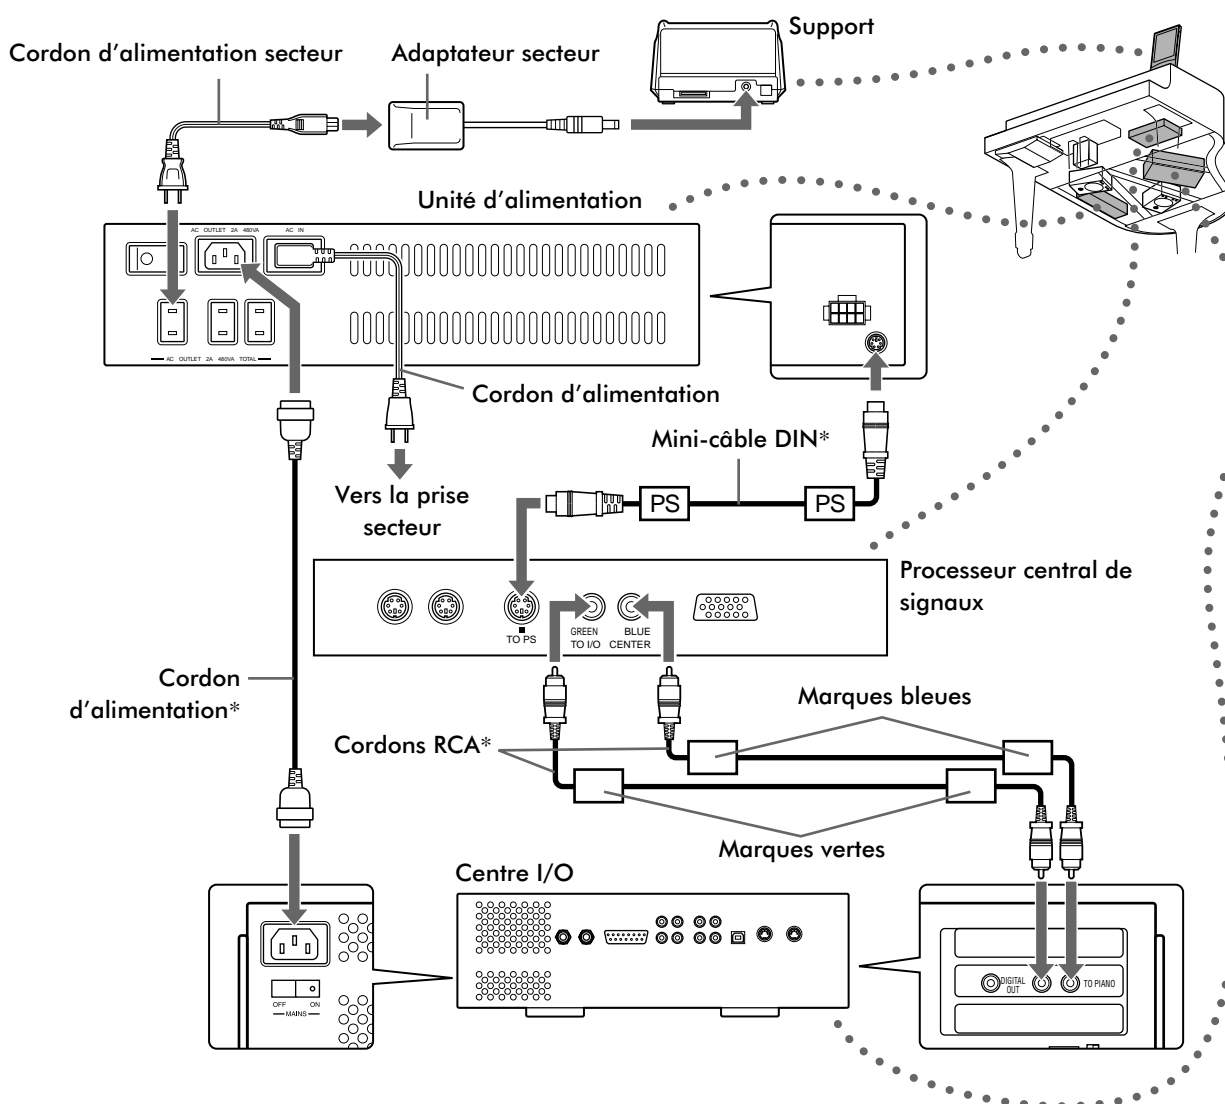 Support
Cordon d’alimentation secteur
Adaptateur secteur
Unité d’alimentation
AC OUTLET 2A 480VA
AC IN
AC OUTLET 2A 480VA TOTAL
Cordon d’alimentation
Mini-câble DIN*
Vers la prise
secteur
PS
PS
Processeur central de
signaux
TO PS
GREEN
TO I/O
BLUE
CENTER
Cordon
d’alimentation*
Marques bleues
Cordons RCA*
Marques vertes
Centre I/O
OFF
ON
MAINS
DIGITAL
OUT
TO PIANO